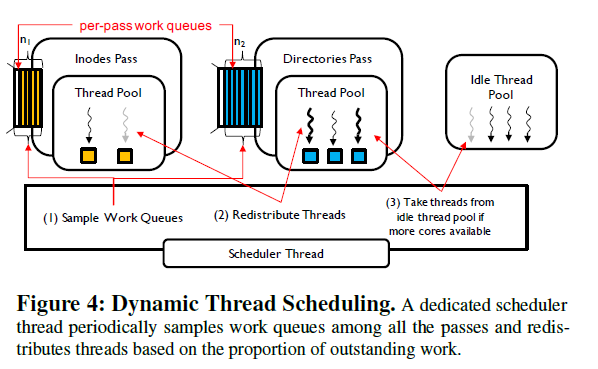 per-pass work queues
n1
Inodes Pass
Thread Pool
n2
Directories Pass
Thread Pool
Idle Thread
Pool
(1) Sample Work Queues
(2) Redistribute Threads
(3) Take threads from
idle thread pool if
more cores available
Scheduler Thread
Figure 4: Dynamic Thread Scheduling. A dedicated scheduler
thread periodically samples work queues among all the passes and redis-
tributes threads based on the proportion of outstanding work.